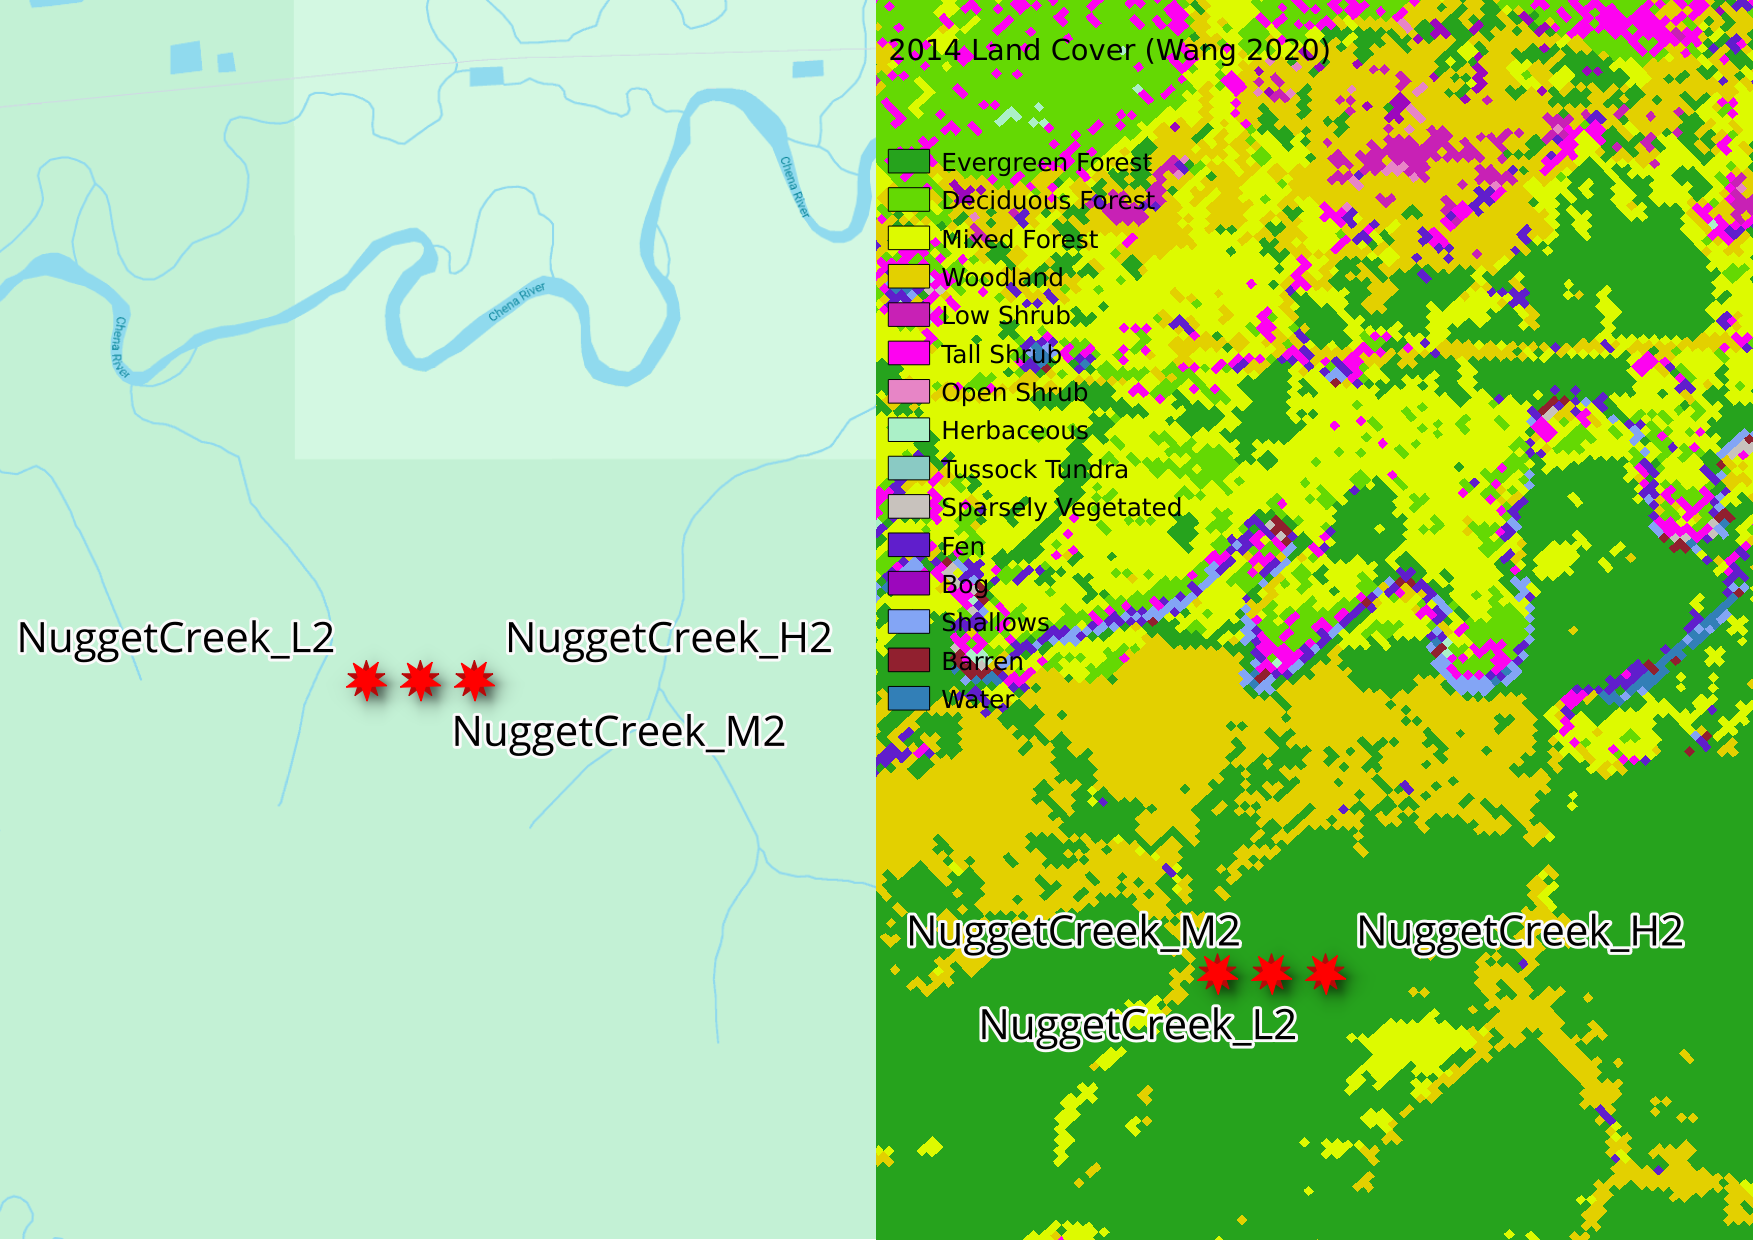 Chena River
Chena River
Chena River
NuggetCreek_L2
NuggetCreek_H2
NuggetCreek_M2
2014 Land Cover (Wang 2020)
Evergreen Forest
Deciduous Forest
Mixed Forest
Woodland
Low Shrub
Tall Shrub
Open Shrub
Herbaceous
Tussock Tundra
Sparsely Vegetated
Fen
Bog
Shallows
Barren
Water
NuggetCreek_M2
NuggetCreek_H2
NuggetCreek_L2